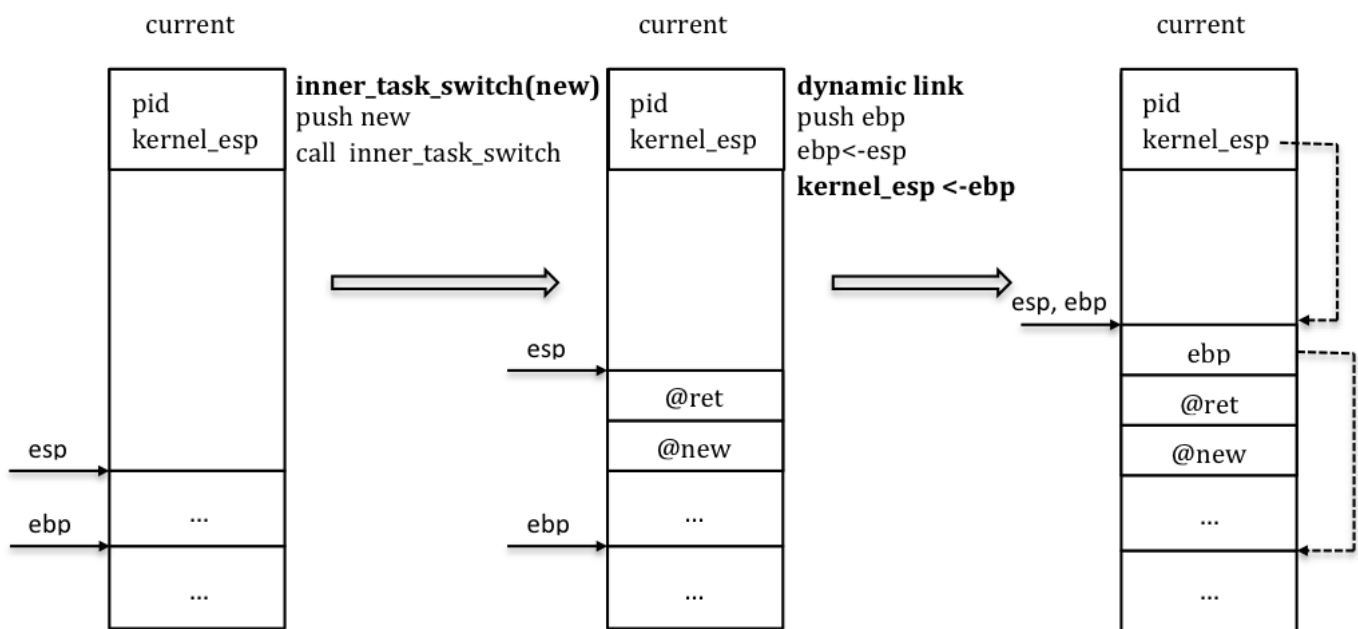 current
pid
kernel_esp
esp
ebp
...
...
inner_task_switch(new)
push new
call inner_task_switch
current
pid
kernel_esp
esp
@ret
@new
ebp
...
...
dynamic link
push ebp
ebp<-esp
kernel_esp <-ebp
current
pid
kernel_esp
esp, ebp
ebp
@ret
@new
...
...